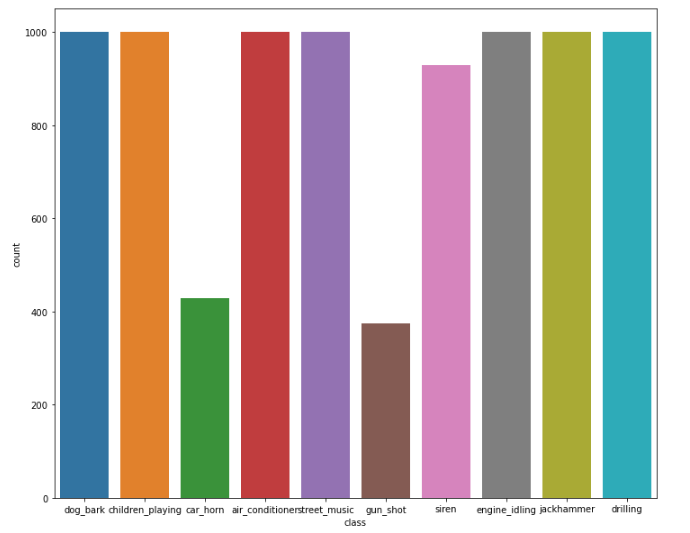 1000
800
600
400
200
0
count
dog_bark children_playing car_horn air_conditioner street_music gun_shot siren engine_idling jackhammer drilling
class